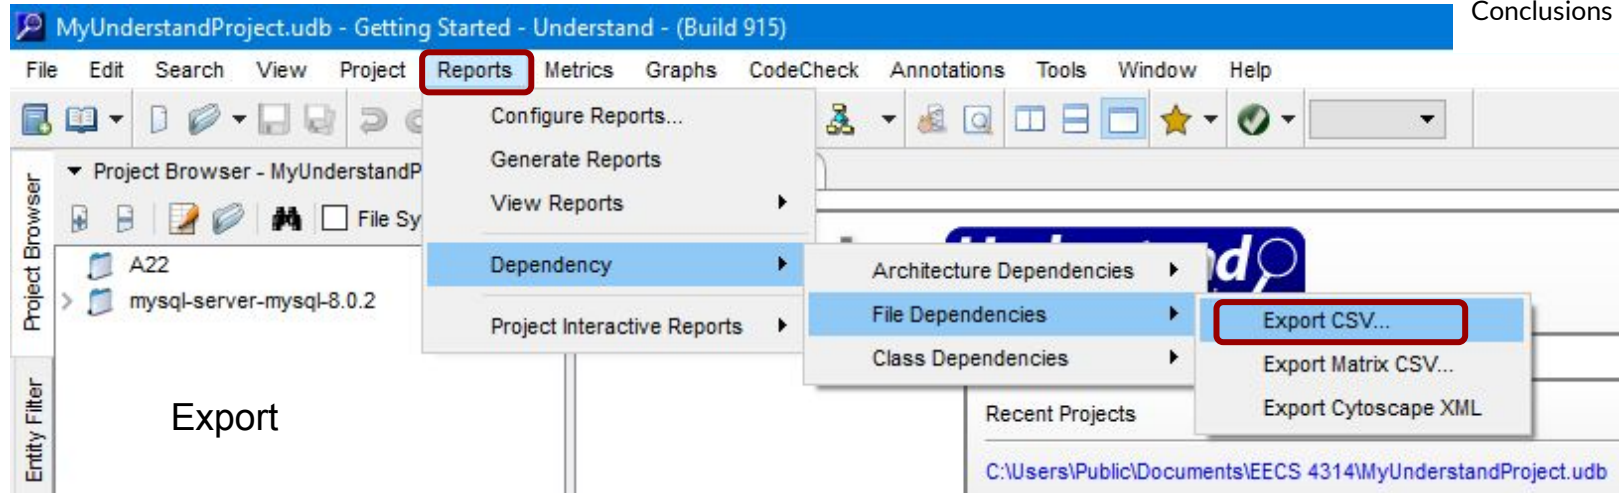 Conclusions
MyUnderstandProject.udb - Getting Started - Understand - (Build 915)
File Edit Search View Project Reports Metrics Graphs CodeCheck Annotations Tools Window Help
Configure Reports...
Generate Reports
View Reports
Dependency
Project Interactive Reports
Project Browser
Project Browser - MyUnderstandP
File Sy
A22
mysql-server-mysql-8.0.2
Architecture Dependencies
File Dependencies
Class Dependencies
Export CSV...
Export Matrix CSV...
Export Cytoscape XML
Entity Filter
Export
Recent Projects
C:\Users\Public\Documents\EECS 4314\MyUnderstandProject.udb